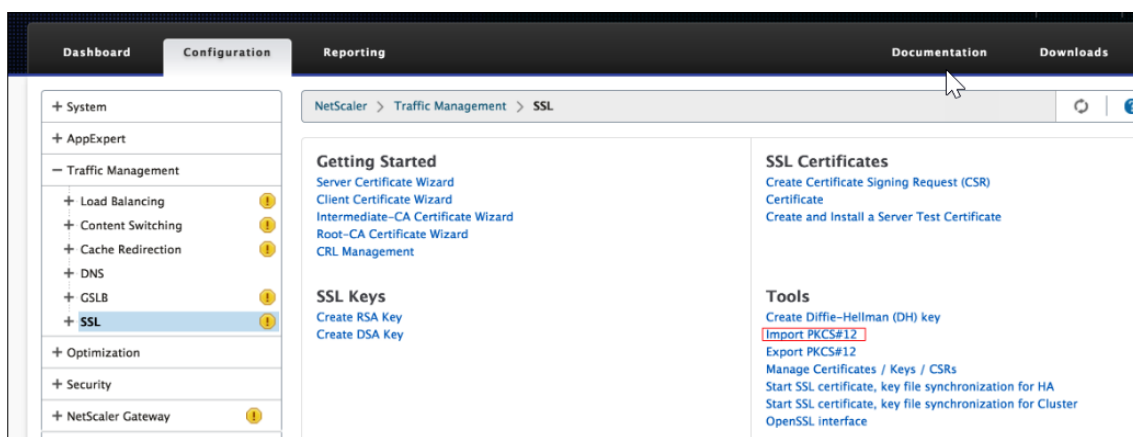 Dashboard
Configuration
Reporting
Documentation
Downloads
+ System
+ AppExpert
− Traffic Management
+ Load Balancing
+ Content Switching
+ Cache Redirection
+ DNS
+ GSLB
+ SSL
+ Optimization
+ Security
+ NetScaler Gateway
NetScaler > Traffic Management > SSL
Getting Started
Server Certificate Wizard
Client Certificate Wizard
Intermediate-CA Certificate Wizard
Root-CA Certificate Wizard
CRL Management
SSL Keys
Create RSA Key
Create DSA Key
SSL Certificates
Create Certificate Signing Request (CSR)
Certificate
Create and Install a Server Test Certificate
Tools
Create Diffie-Hellman (DH) key
Import PKCS#12
Export PKCS#12
Manage Certificates / Keys / CSRs
Start SSL certificate, key file synchronization for HA
Start SSL certificate, key file synchronization for Cluster
OpenSSL interface